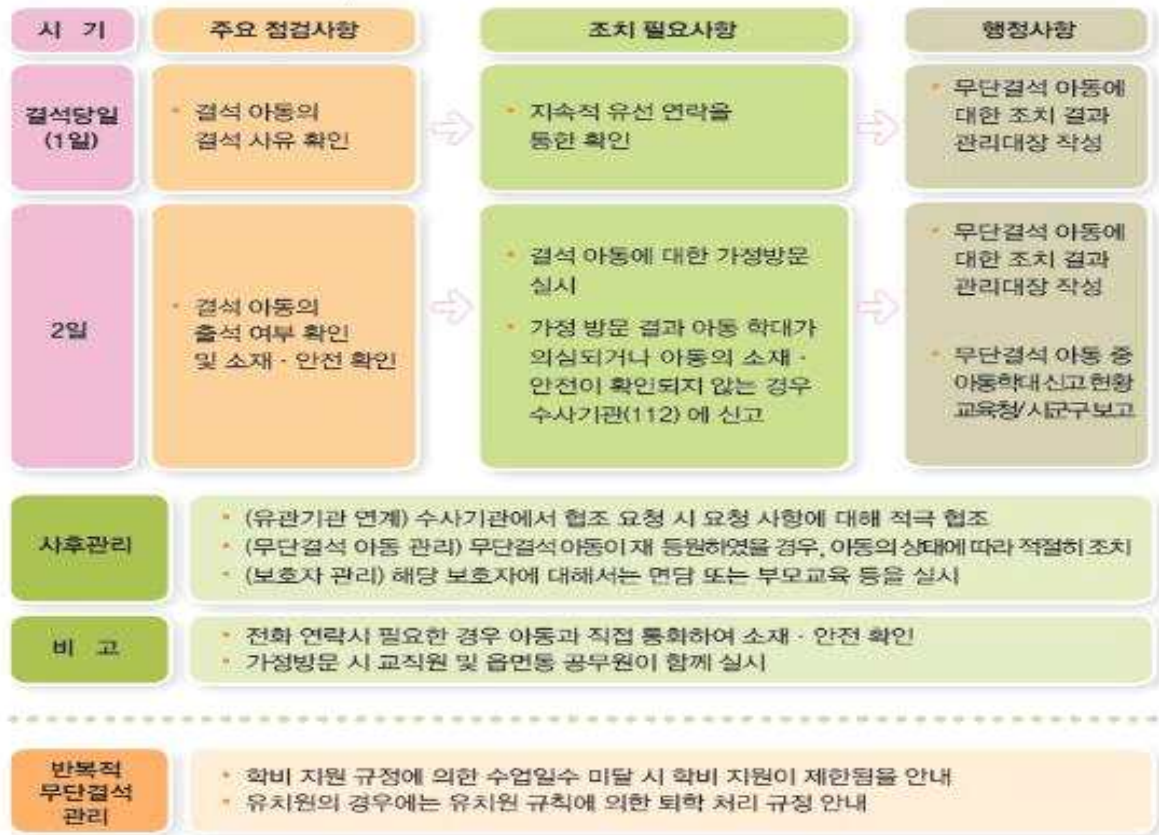 시 기
주요 점검사항
조치 필요사항
행정사항
결석당일
(1일)
• 결석 아동의
결석 사유 확인
• 지속적 유선 연락을
통한 확인
• 무단결석 아동에
대한 조치 결과
관리대장 작성
2일
• 결석 아동의
출석 여부 확인
및 소재 · 안전 확인
• 결석 아동에 대한 가정방문
실시
• 가정 방문 결과 아동 학대가
의심되거나 아동의 소재 ·
안전이 확인되지 않는 경우
수사기관(112) 에 신고
• 무단결석 아동에
대한 조치 결과
관리대장 작성
• 무단결석 아동 중
아동학대 신고 현황
교육청/시군구 보고
사후관리
• (유관기관 연계) 수사기관에서 협조 요청 시 요청 사항에 대해 적극 협조
• (무단결석 아동 관리) 무단결석 아동이 재 등원하였을 경우, 아동의 상태에 따라 적절히 조치
• (보호자 관리) 해당 보호자에 대해서는 면담 또는 부모교육 등을 실시
비 고
• 전화 연락시 필요한 경우 아동과 직접 통화하여 소재 · 안전 확인
• 가정방문 시 교직원 및 읍면동 공무원이 함께 실시
반복적
무단결석
관리
• 학비 지원 규정에 의한 수업일수 미달 시 학비 지원이 제한됨을 안내
• 유치원의 경우에는 유치원 규칙에 의한 퇴학 처리 규정 안내